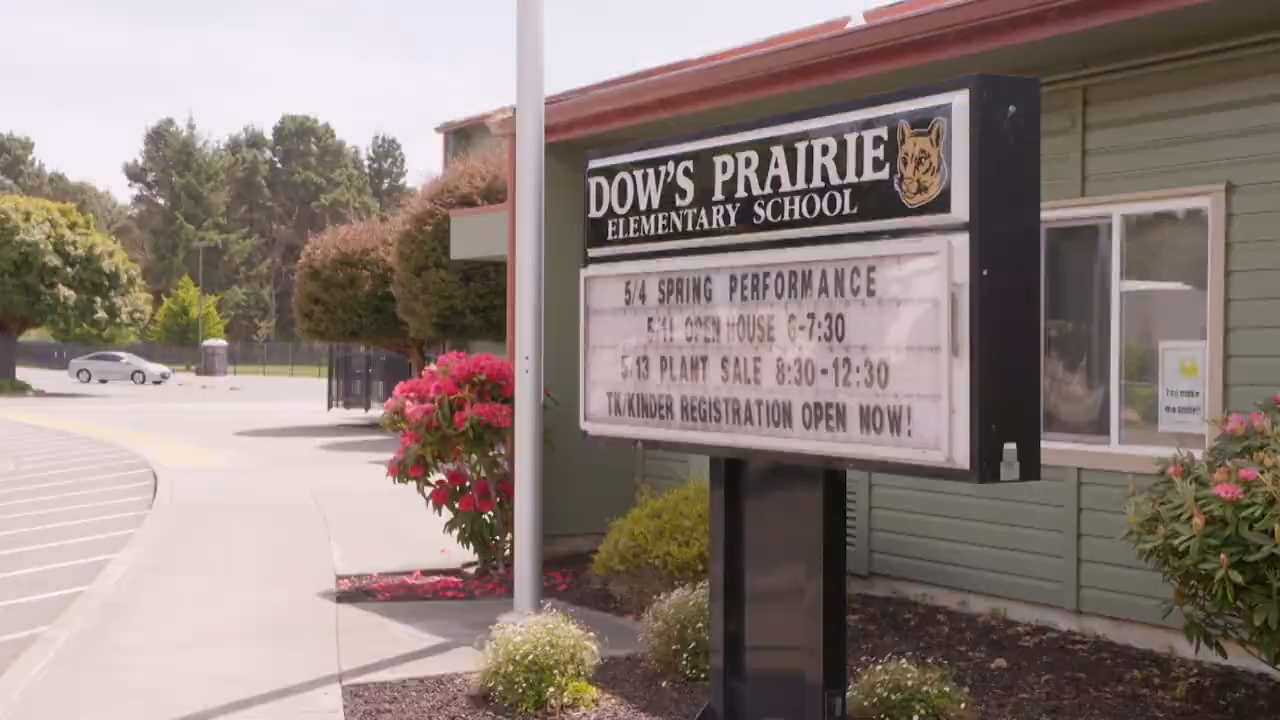 DOW'S PRAIRIE
ELEMENTARY SCHOOL
5/4 SPRING PERFORMANCE
5/11 OPEN HOUSE 6-7:30
5/13 PLANT SALE 8:30-12:30
TK/KINDER REGISTRATION OPEN NOW!